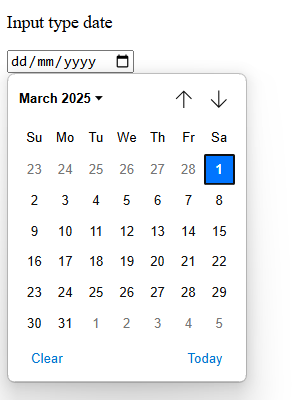 Input type date
dd/mm/yyyy
March 2025
Su Mo Tu We Th Fr Sa
23 24 25 26 27 28 1
2 3 4 5 6 7 8
9 10 11 12 13 14 15
16 17 18 19 20 21 22
23 24 25 26 27 28 29
30 31 1 2 3 4 5
Clear Today